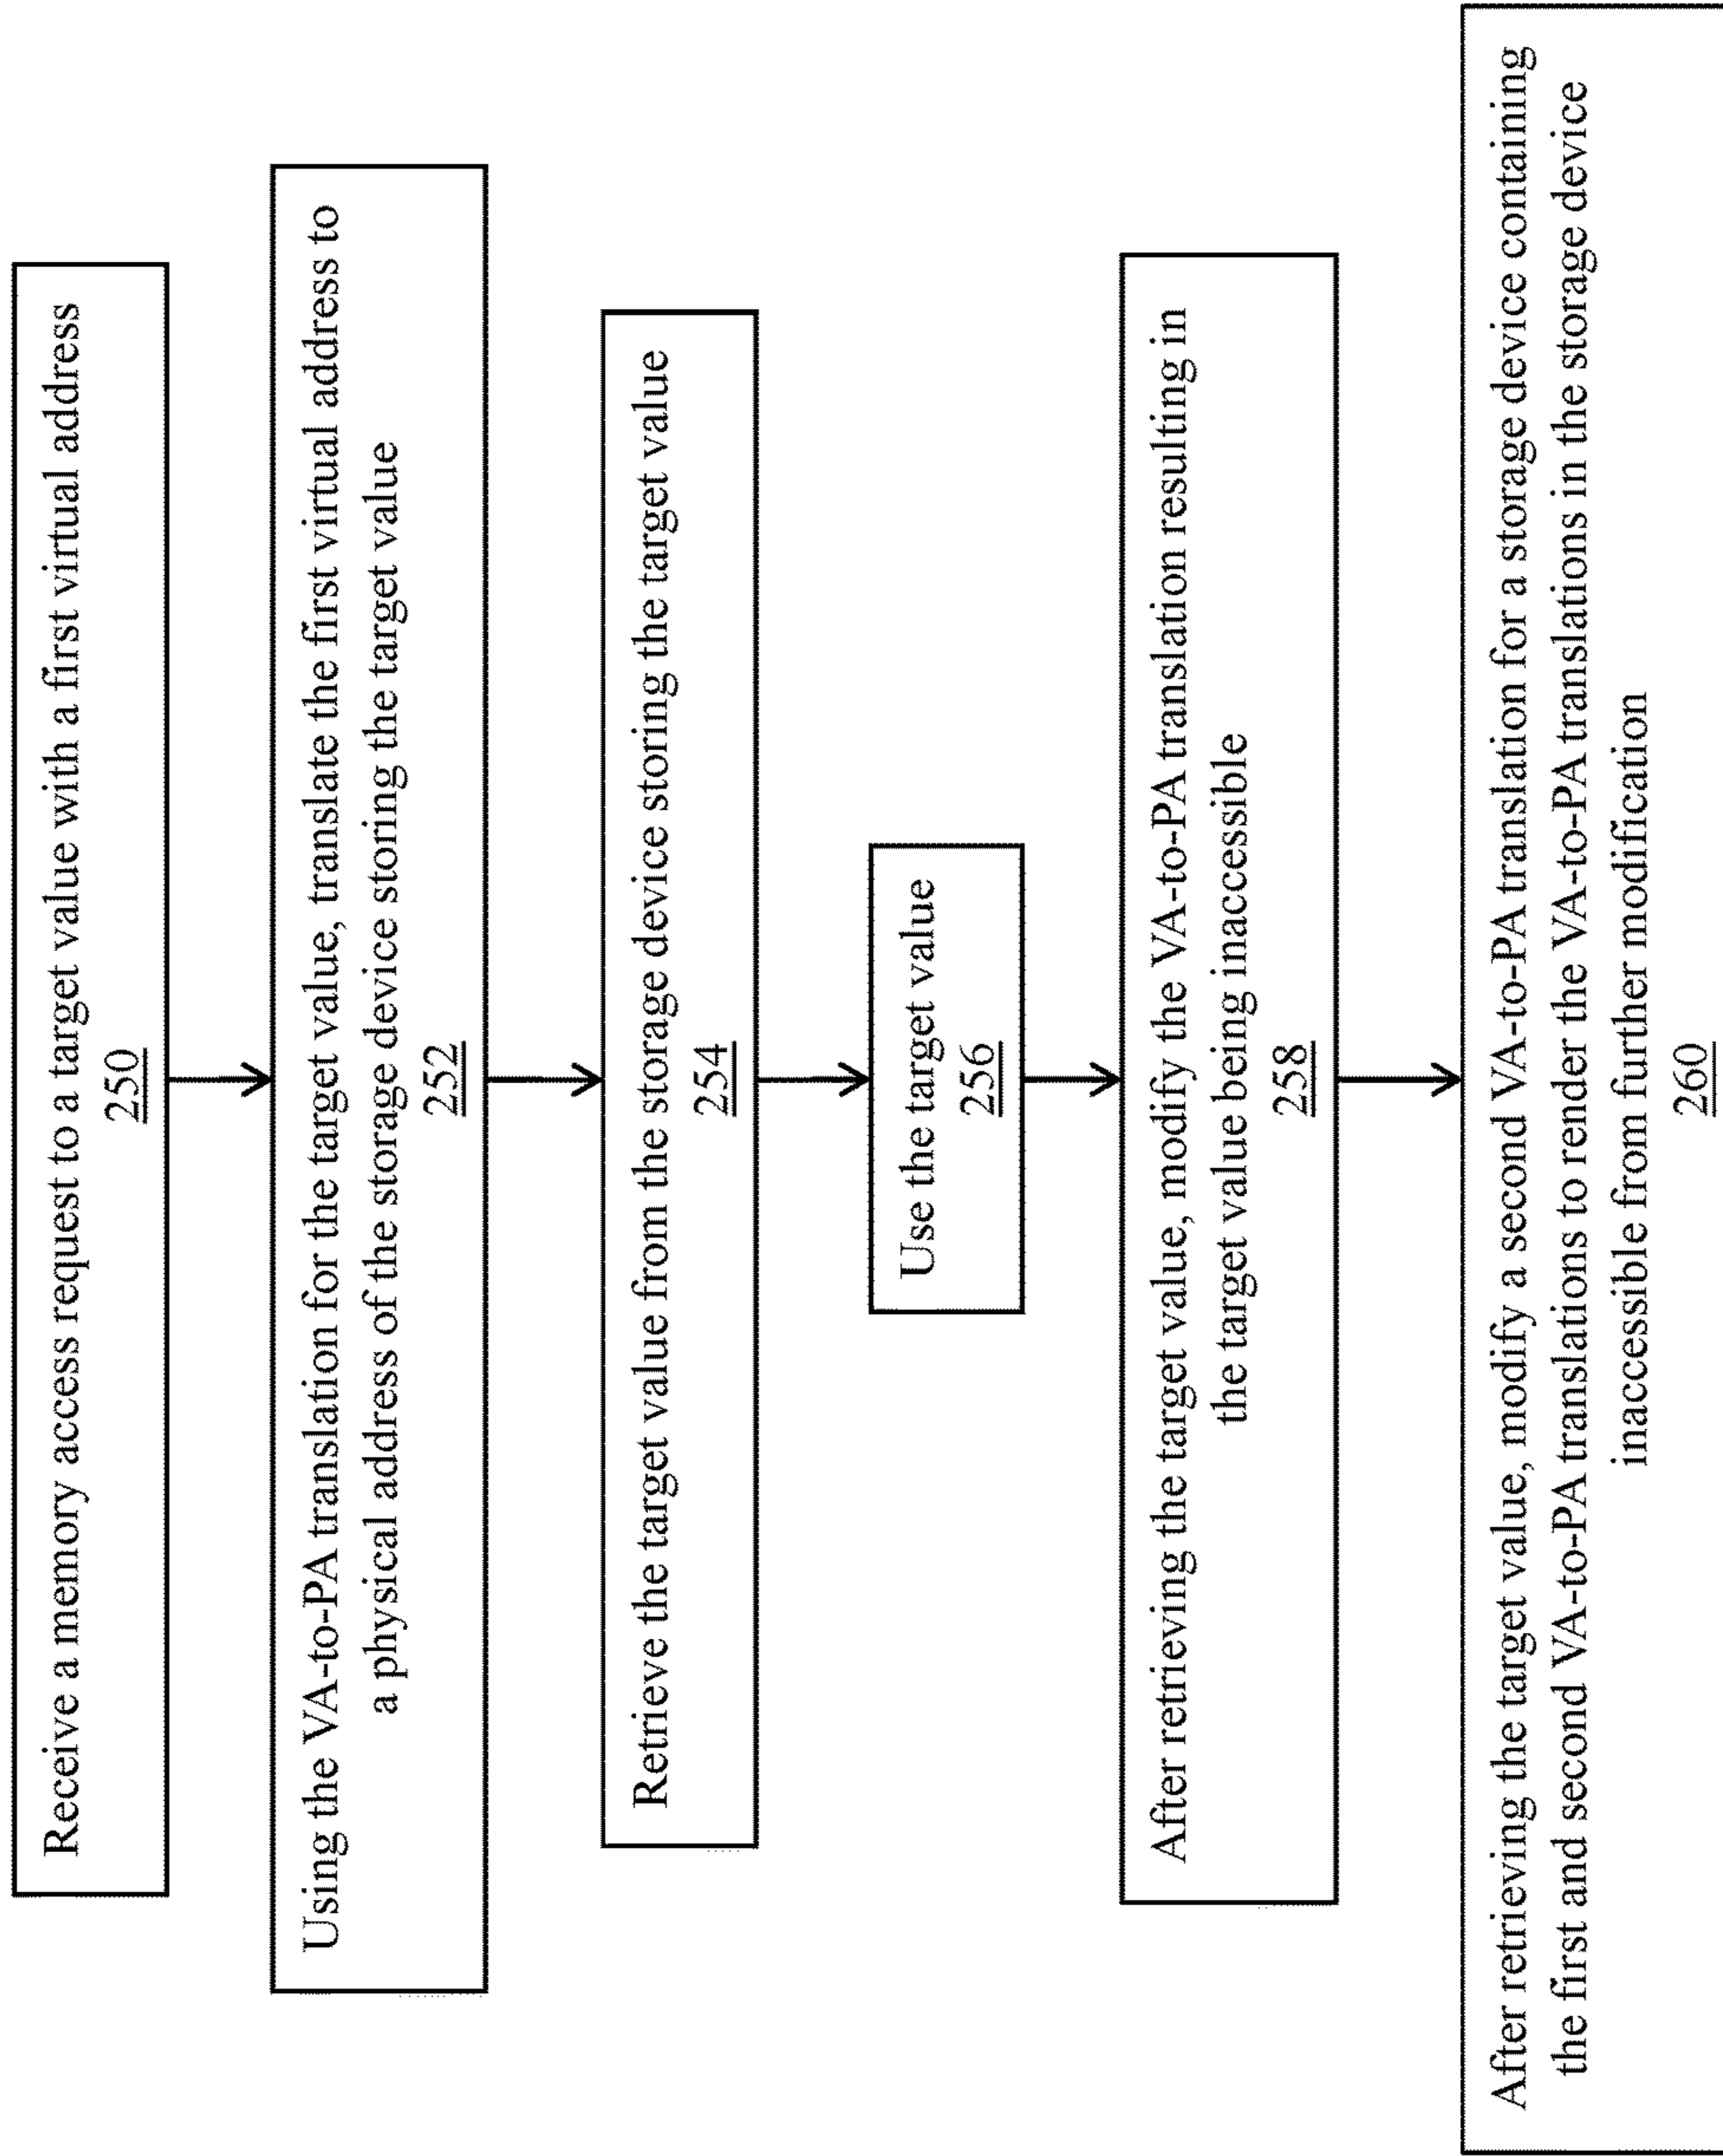 Receive a memory access request to a target value with a first virtual address
250
Using the VA-to-PA translation for the target value, translate the first virtual address to
a physical address of the storage device storing the target value
252
Retrieve the target value from the storage device storing the target value
254
Use the target value
256
After retrieving the target value, modify the VA-to-PA translation resulting in
the target value being inaccessible
258
After retrieving the target value, modify a second VA-to-PA translation for a storage device containing
the first and second VA-to-PA translations to render the VA-to-PA translations in the storage device
inaccessible from further modification
260